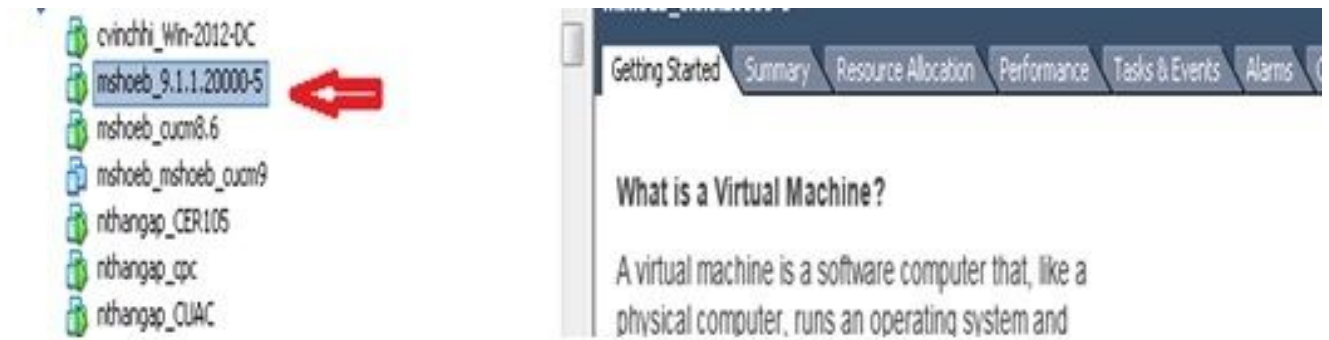 cvinchhi_Win-2012-DC
mshoeb_9.1.1.20000-5
mshoeb_cucm8.6
mshoeb_mshoeb_cucm9
nthangap_CER105
nthangap_cpc
nthangap_CUAC
Getting Started Summary Resource Allocation Performance Tasks & Events Alarms
What is a Virtual Machine?
A virtual machine is a software computer that, like a
physical computer, runs an operating system and